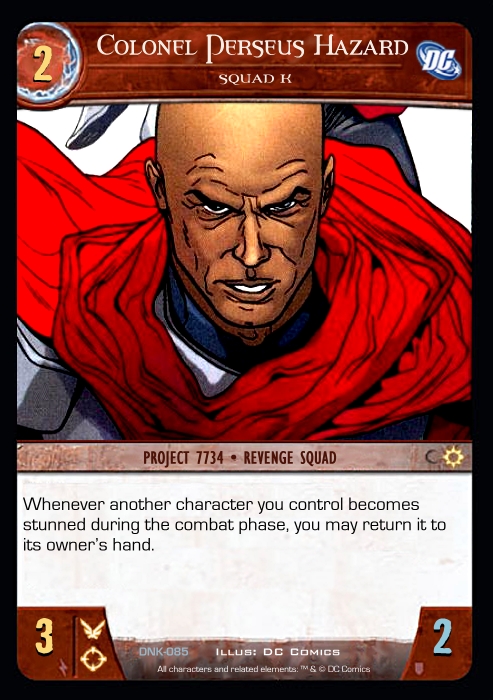 2
COLONEL PERSEUS HAZARD
DC
SQUAD K
PROJECT 7734 • REVENGE SQUAD
C
Whenever another character you control becomes
stunned during the combat phase, you may return it to
its owner's hand.
3
2
DNK-085 ILLUS: DC COMICS
All characters and related elements: ™ & © DC Comics